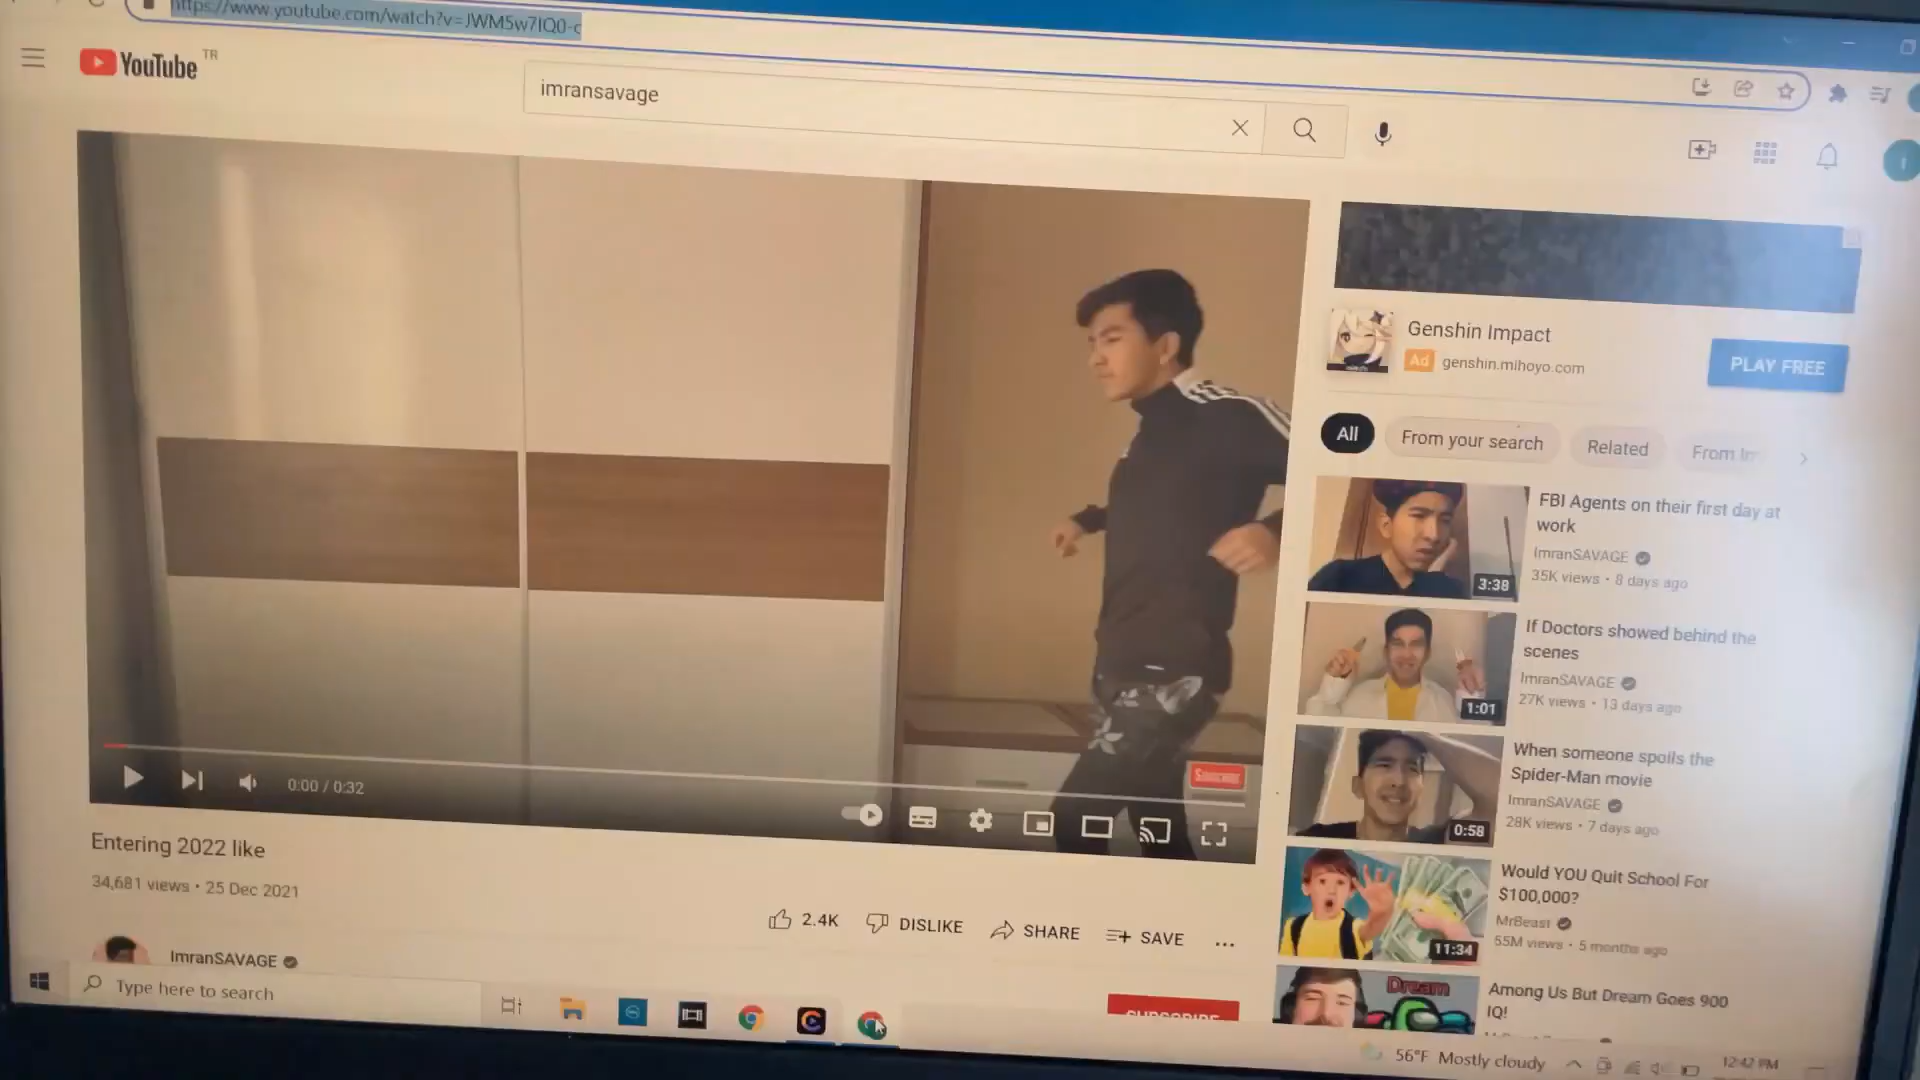 https://www.youtube.com/watch?v=JWM5w7IQ0-c
YouTube TR
imransavage
Genshin Impact
Ad genshin.mihoyo.com
PLAY FREE
All
From your search
Related
FBI Agents on their first day at
work
ImranSAVAGE
35K views • 8 days ago
3:38
If Doctors showed behind the
scenes
ImranSAVAGE
27K views • 13 days ago
1:01
When someone spoils the
Spider-Man movie
ImranSAVAGE
28K views • 7 days ago
0:58
Would YOU Quit School For
$100,000?
MrBeast
55M views • 5 months ago
11:34
Dream
Among Us But Dream Goes 900
IQ!
0:00 / 0:32
SUBSCRIBE
Entering 2022 like
34,681 views • 25 Dec 2021
2.4K
DISLIKE
SHARE
SAVE
ImranSAVAGE
SUBSCRIBE
Type here to search
56°F Mostly cloudy
12:42 PM